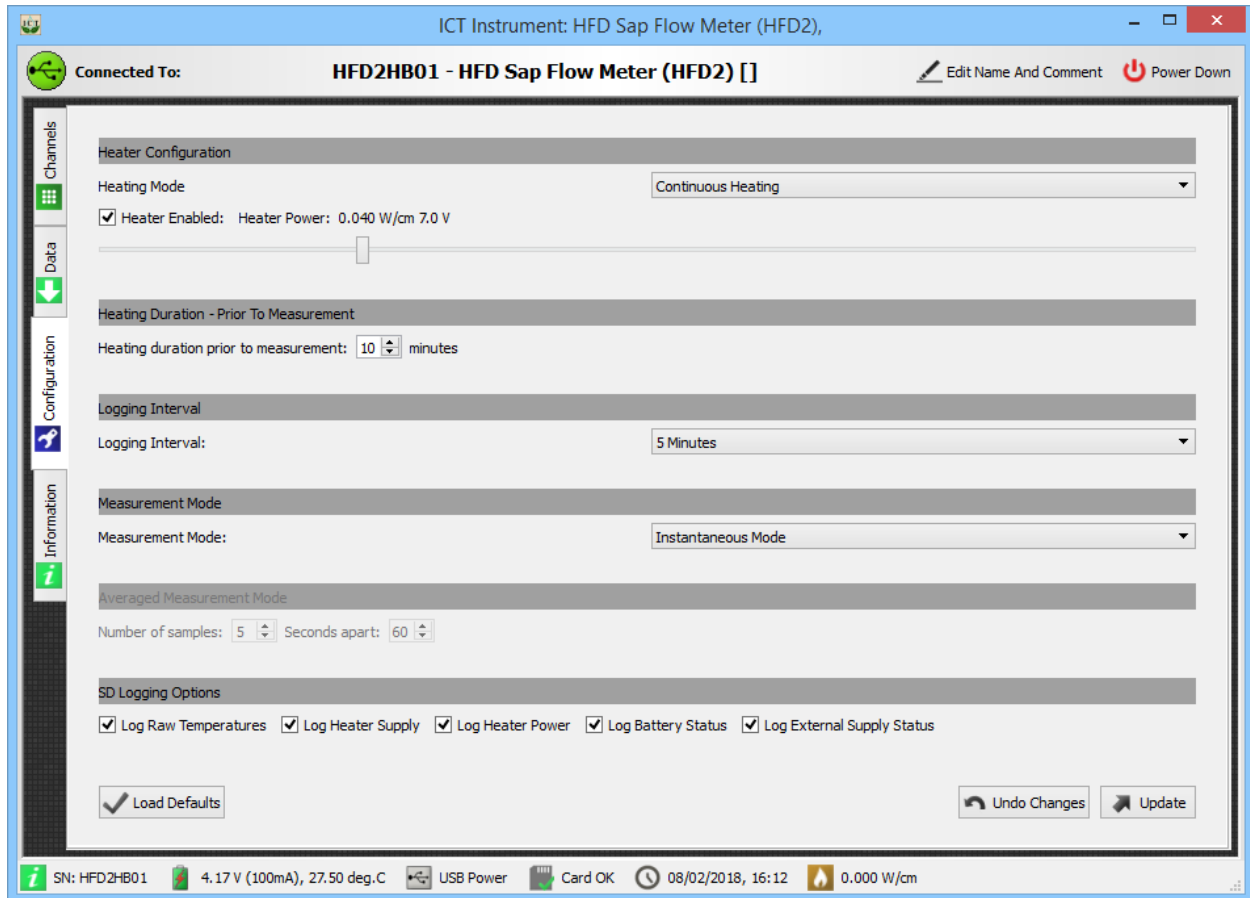 ICT Instrument: HFD Sap Flow Meter (HFD2),
Connected To: HFD2HB01 - HFD Sap Flow Meter (HFD2) [] Edit Name And Comment Power Down
Channels
Data
Configuration
Information
Heater Configuration
Heating Mode Continuous Heating
Heater Enabled: Heater Power: 0.040 W/cm 7.0 V
Heating Duration - Prior To Measurement
Heating duration prior to measurement: 10 minutes
Logging Interval
Logging Interval: 5 Minutes
Measurement Mode
Measurement Mode: Instantaneous Mode
Averaged Measurement Mode
Number of samples: 5 Seconds apart: 60
SD Logging Options
Log Raw Temperatures Log Heater Supply Log Heater Power Log Battery Status Log External Supply Status
Load Defaults Undo Changes Update
SN: HFD2HB01 4.17 V (100mA), 27.50 deg.C USB Power Card OK 08/02/2018, 16:12 0.000 W/cm